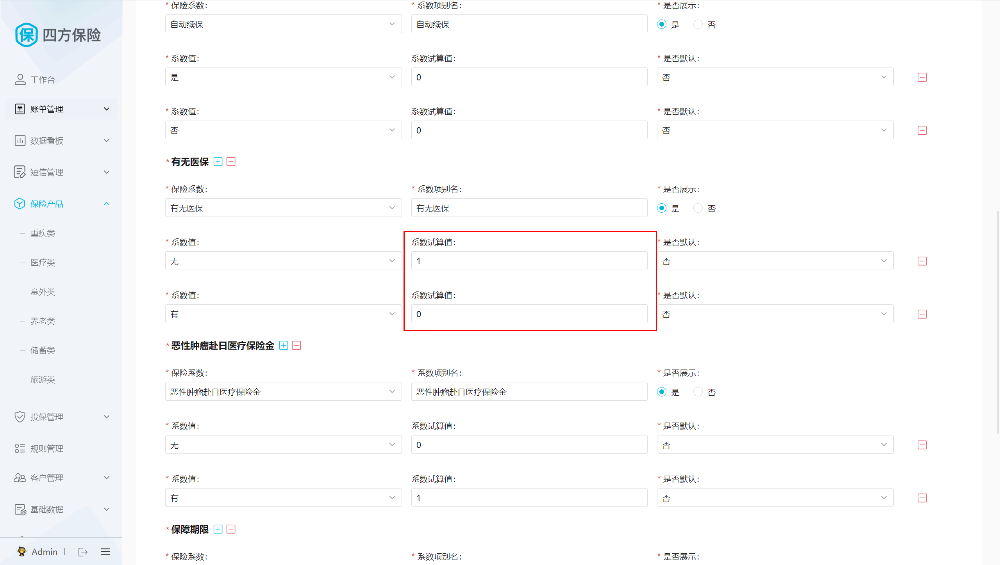 保 四方保险
工作台
账单管理
数据看板
短信管理
保险产品
重疾类
医疗类
意外类
养老类
储蓄类
旅游类
投保管理
规则管理
客户管理
基础数据
Admin
* 保险系数: * 系数项别名: * 是否展示:
自动续保 自动续保 是 否
* 系数值: 系数试算值: * 是否默认:
是 0 否
* 系数值: 系数试算值: * 是否默认:
否 0 否
* 有无医保
* 保险系数: * 系数项别名: * 是否展示:
有无医保 有无医保 是 否
* 系数值: 系数试算值: * 是否默认:
无 1 否
* 系数值: 系数试算值: * 是否默认:
有 0 否
* 恶性肿瘤赴日医疗保险金
* 保险系数: * 系数项别名: * 是否展示:
恶性肿瘤赴日医疗保险金 恶性肿瘤赴日医疗保险金 是 否
* 系数值: 系数试算值: * 是否默认:
无 0 否
* 系数值: 系数试算值: * 是否默认:
有 1 否
* 保障期限
* 保险系数: * 系数项别名: * 是否展示: